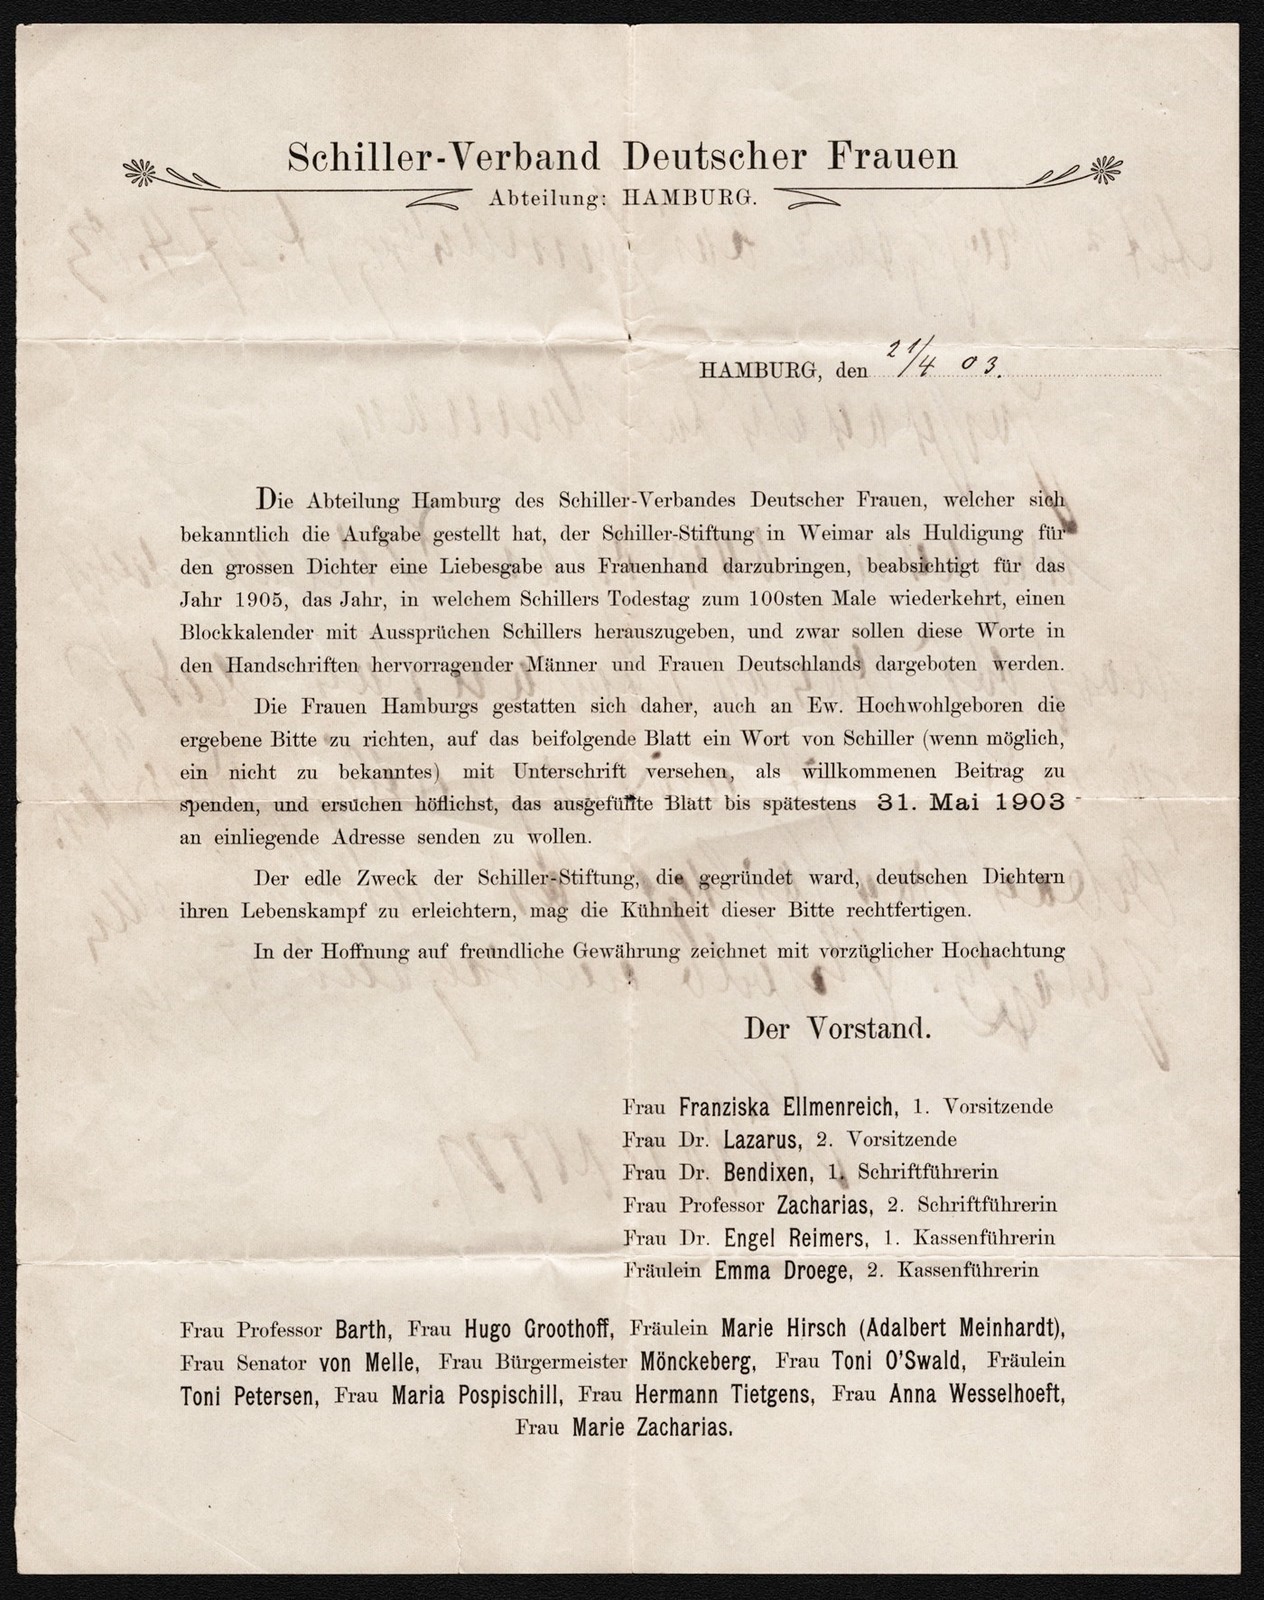 Schiller-Verband Deutscher Frauen
Abteilung: HAMBURG.
HAMBURG, den 21/4 03.
Die Abteilung Hamburg des Schiller-Verbandes Deutscher Frauen, welcher sich
bekanntlich die Aufgabe gestellt hat, der Schiller-Stiftung in Weimar als Huldigung für
den grossen Dichter eine Liebesgabe aus Frauenhand darzubringen, beabsichtigt für das
Jahr 1905, das Jahr, in welchem Schillers Todestag zum 100sten Male wiederkehrt, einen
Blockkalender mit Aussprüchen Schillers herauszugeben, und zwar sollen diese Worte in
den Handschriften hervorragender Männer und Frauen Deutschlands dargeboten werden.
Die Frauen Hamburgs gestatten sich daher, auch an Ew. Hochwohlgeboren die
ergebene Bitte zu richten, auf das beifolgende Blatt ein Wort von Schiller (wenn möglich,
ein nicht zu bekanntes) mit Unterschrift versehen, als willkommenen Beitrag zu
spenden, und ersuchen höflichst, das ausgefüllte Blatt bis spätestens 31. Mai 1903
an einliegende Adresse senden zu wollen.
Der edle Zweck der Schiller-Stiftung, die gegründet ward, deutschen Dichtern
ihren Lebenskampf zu erleichtern, mag die Kühnheit dieser Bitte rechtfertigen.
In der Hoffnung auf freundliche Gewährung zeichnet mit vorzüglicher Hochachtung
Der Vorstand.
Frau Franziska Ellmenreich, 1. Vorsitzende
Frau Dr. Lazarus, 2. Vorsitzende
Frau Dr. Bendixen, 1. Schriftführerin
Frau Professor Zacharias, 2. Schriftführerin
Frau Dr. Engel Reimers, 1. Kassenführerin
Fräulein Emma Droege, 2. Kassenführerin
Frau Professor Barth, Frau Hugo Groothoff, Fräulein Marie Hirsch (Adalbert Meinhardt),
Frau Senator von Melle, Frau Bürgermeister Mönckeberg, Frau Toni O'Swald, Fräulein
Toni Petersen, Frau Maria Pospischill, Frau Hermann Tietgens, Frau Anna Wesselhoeft,
Frau Marie Zacharias.